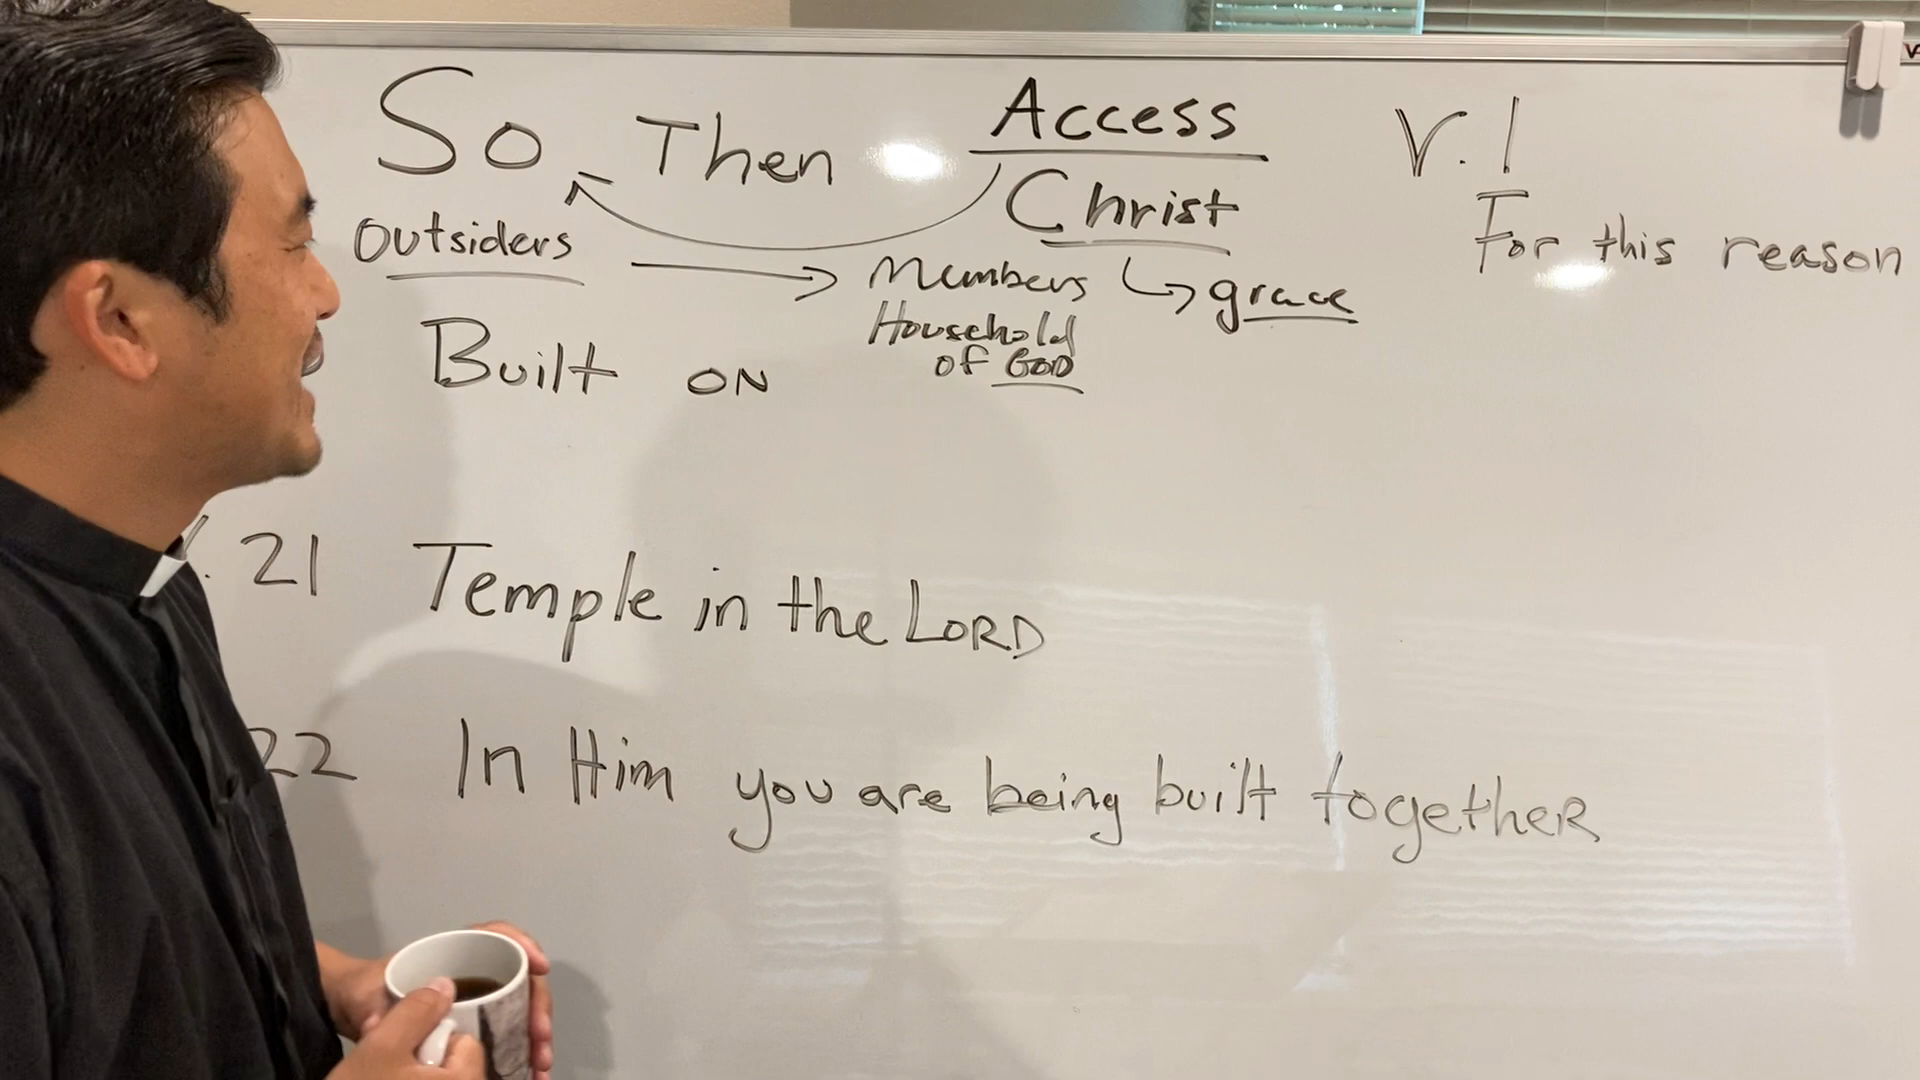 So Then
Access
Christ
grace
Outsiders
Members
Household
of GOD
Built ON
V.1
For this reason
21 Temple in the LORD
22 In Him you are being built together